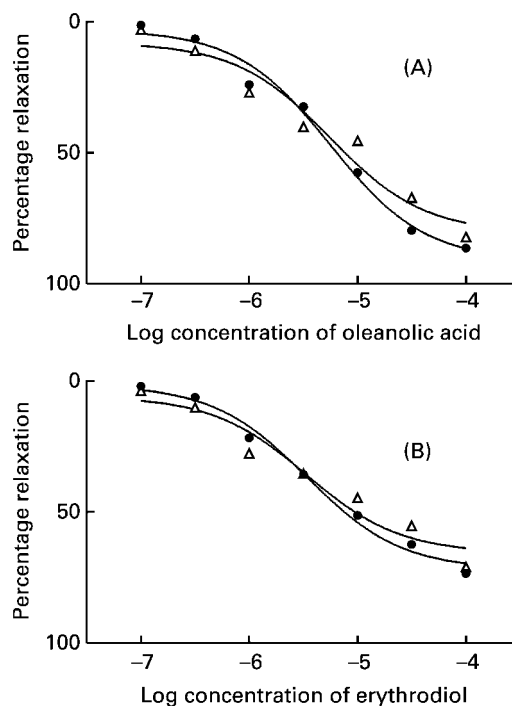 0
50
100
Percentage relaxation
(A)
−7 −6 −5 −4
Log concentration of oleanolic acid
0
50
100
Percentage relaxation
(B)
−7 −6 −5 −4
Log concentration of erythrodiol